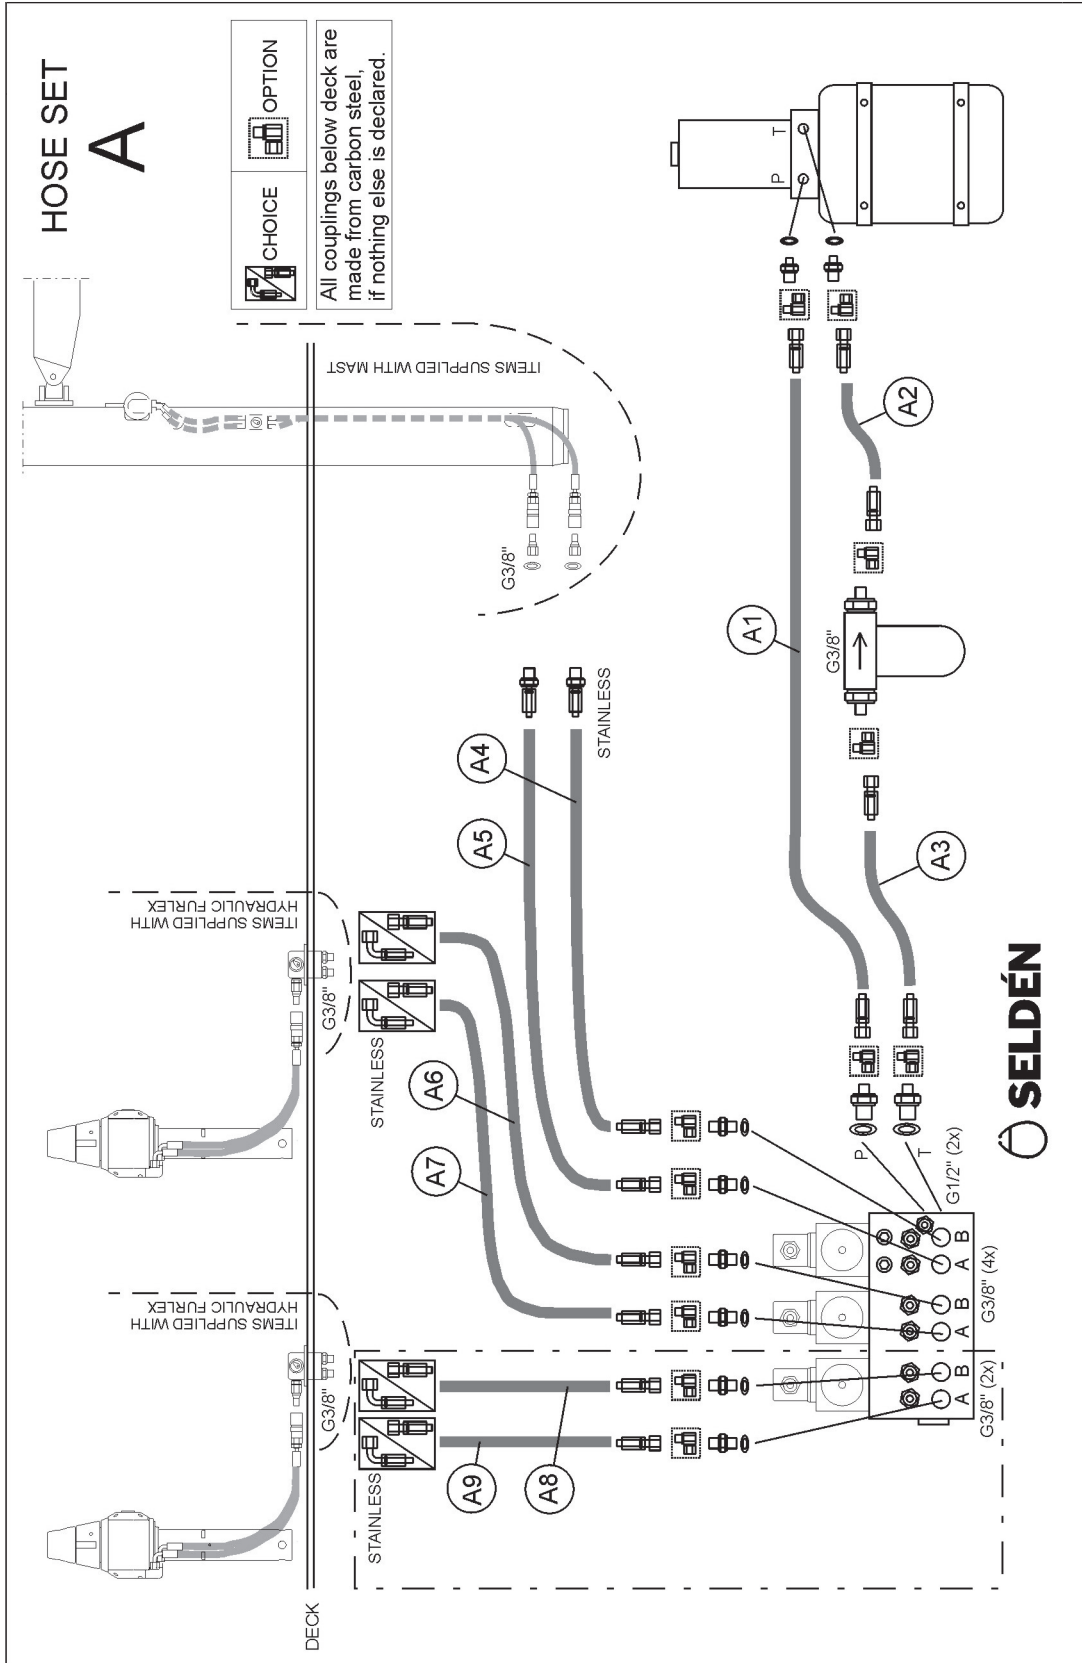 HOSE SET
A
CHOICE
OPTION
All couplings below deck are
made from carbon steel,
if nothing else is declared.
ITEMS SUPPLIED WITH MAST
G3/8"
ITEMS SUPPLIED WITH
HYDRAULIC FURLEX
G3/8"
ITEMS SUPPLIED WITH
HYDRAULIC FURLEX
G3/8"
DECK
STAINLESS
STAINLESS
STAINLESS
A9
A8
A7
A6
A5
A4
A1
A2
A3
P
T
G3/8"
P
T
G1/2" (2x)
A
B
A
B
A
B
G3/8" (2x)
G3/8" (4x)
SELDÉN